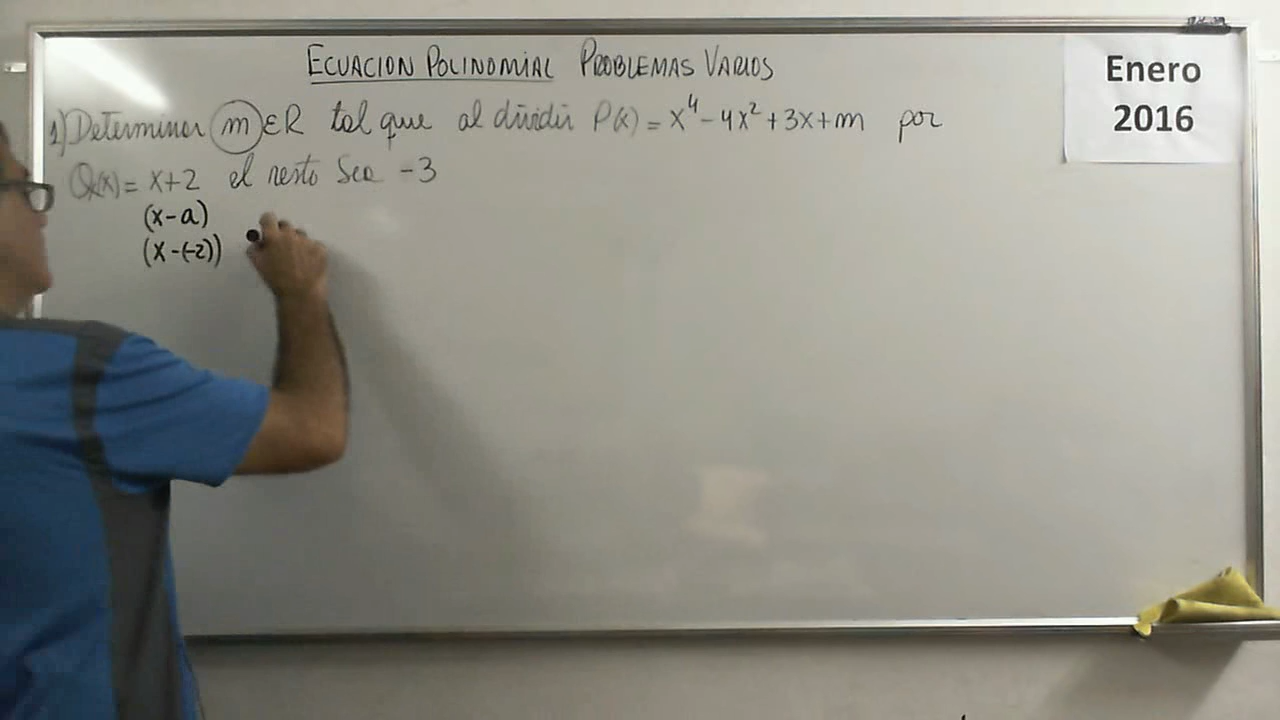 ECUACION POLINOMIAL PROBLEMAS VARIOS
Enero
2016
1) Determinar m ∈ R tal que al dividir P(x) = x⁴ - 4x² + 3x + m por
Q(x) = x+2 el resto sea -3
(x-a)
(x-(-2))